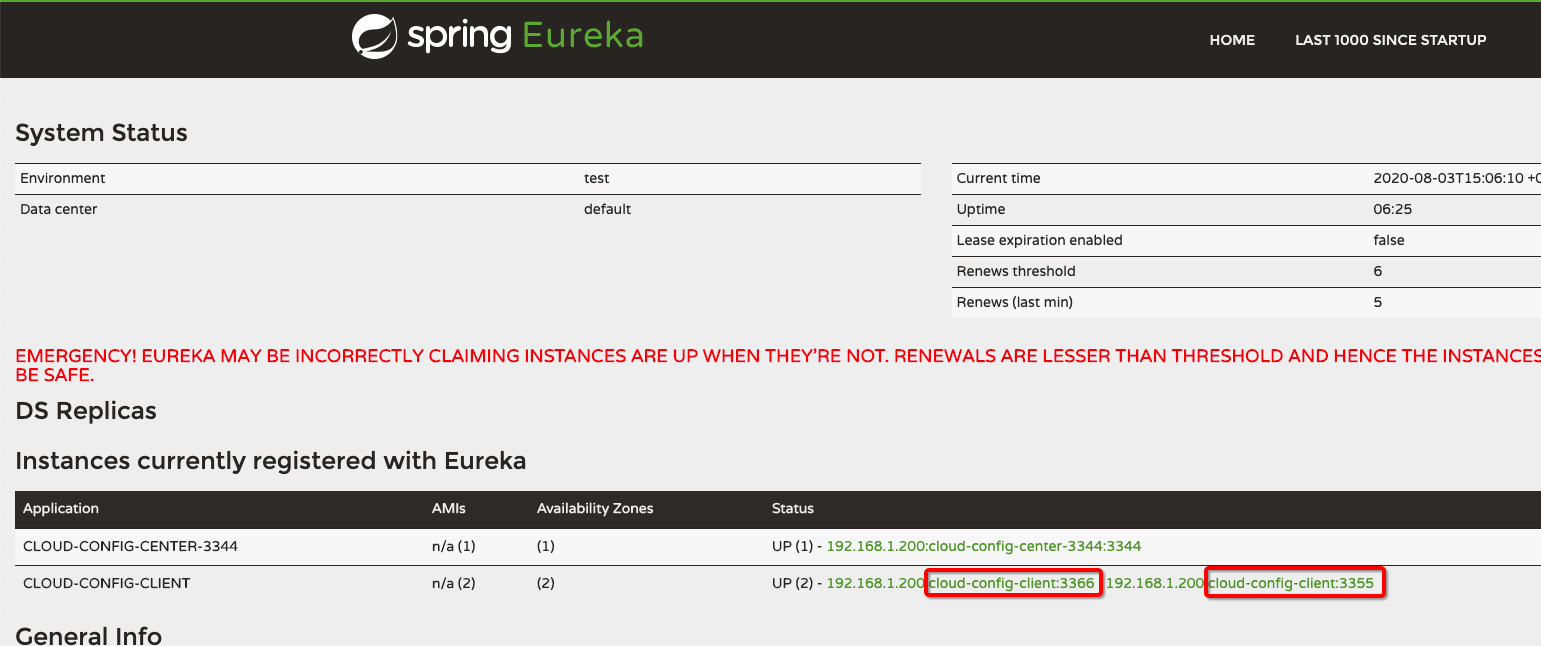 spring Eureka
HOME LAST 1000 SINCE STARTUP
System Status
Environment test
Data center default
Current time 2020-08-03T15:06:10 +0
Uptime 06:25
Lease expiration enabled false
Renews threshold 6
Renews (last min) 5
EMERGENCY! EUREKA MAY BE INCORRECTLY CLAIMING INSTANCES ARE UP WHEN THEY'RE NOT. RENEWALS ARE LESSER THAN THRESHOLD AND HENCE THE INSTANCES
BE SAFE.
DS Replicas
Instances currently registered with Eureka
Application AMIs Availability Zones Status
CLOUD-CONFIG-CENTER-3344 n/a (1) (1) UP (1) - 192.168.1.200:cloud-config-center-3344:3344
CLOUD-CONFIG-CLIENT n/a (2) (2) UP (2) - 192.168.1.200:cloud-config-client:3366 192.168.1.200:cloud-config-client:3355
General Info